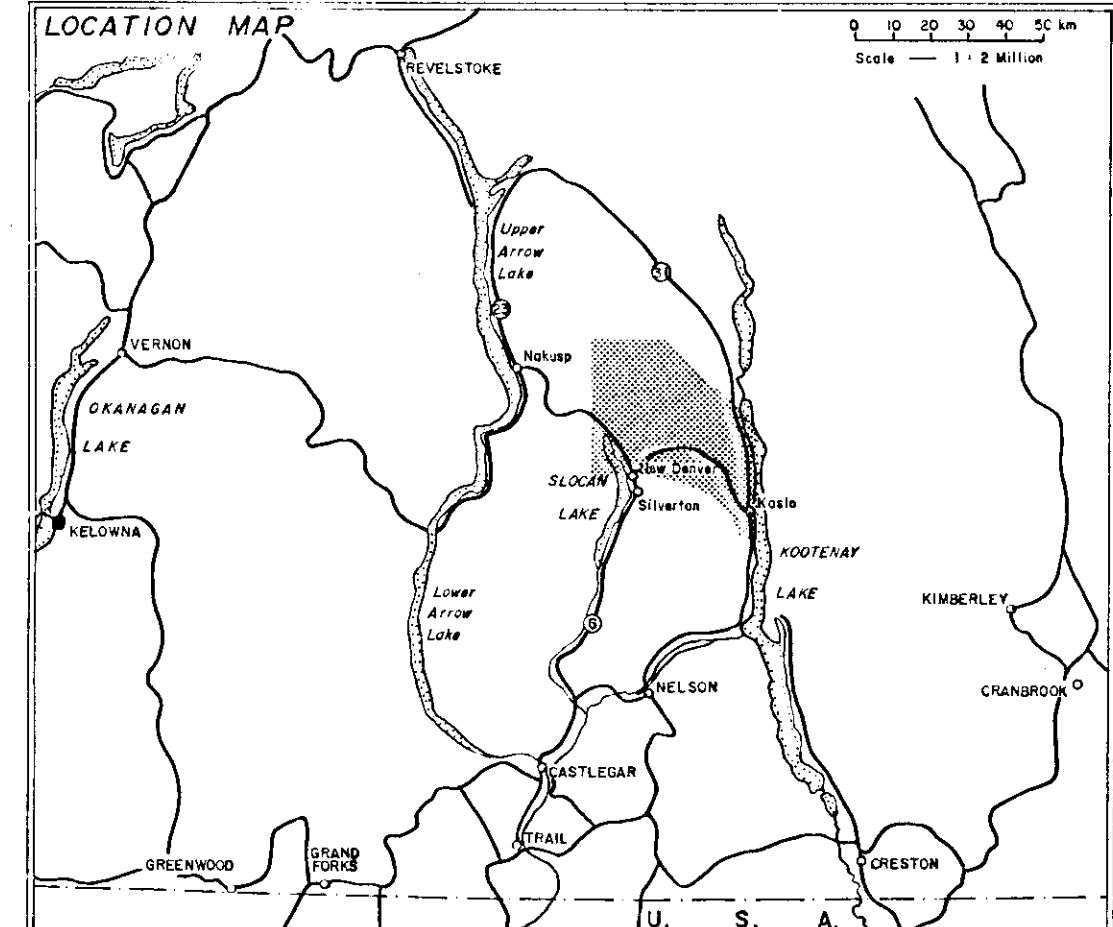 LOCATION MAP
0 10 20 30 40 50 km
Scale — 1 : 2 Million
REVELSTOKE
Upper
Arrow
Lake
31
23
VERNON
Nakusp
OKANAGAN
LAKE
New Denver
SLOCAN
LAKE
Silverton
Kaslo
KELOWNA
KOOTENAY
LAKE
Lower
Arrow
Lake
KIMBERLEY
6
NELSON
CRANBROOK
CASTLEGAR
TRAIL
GREENWOOD
GRAND
FORKS
CRESTON
U. S. A.